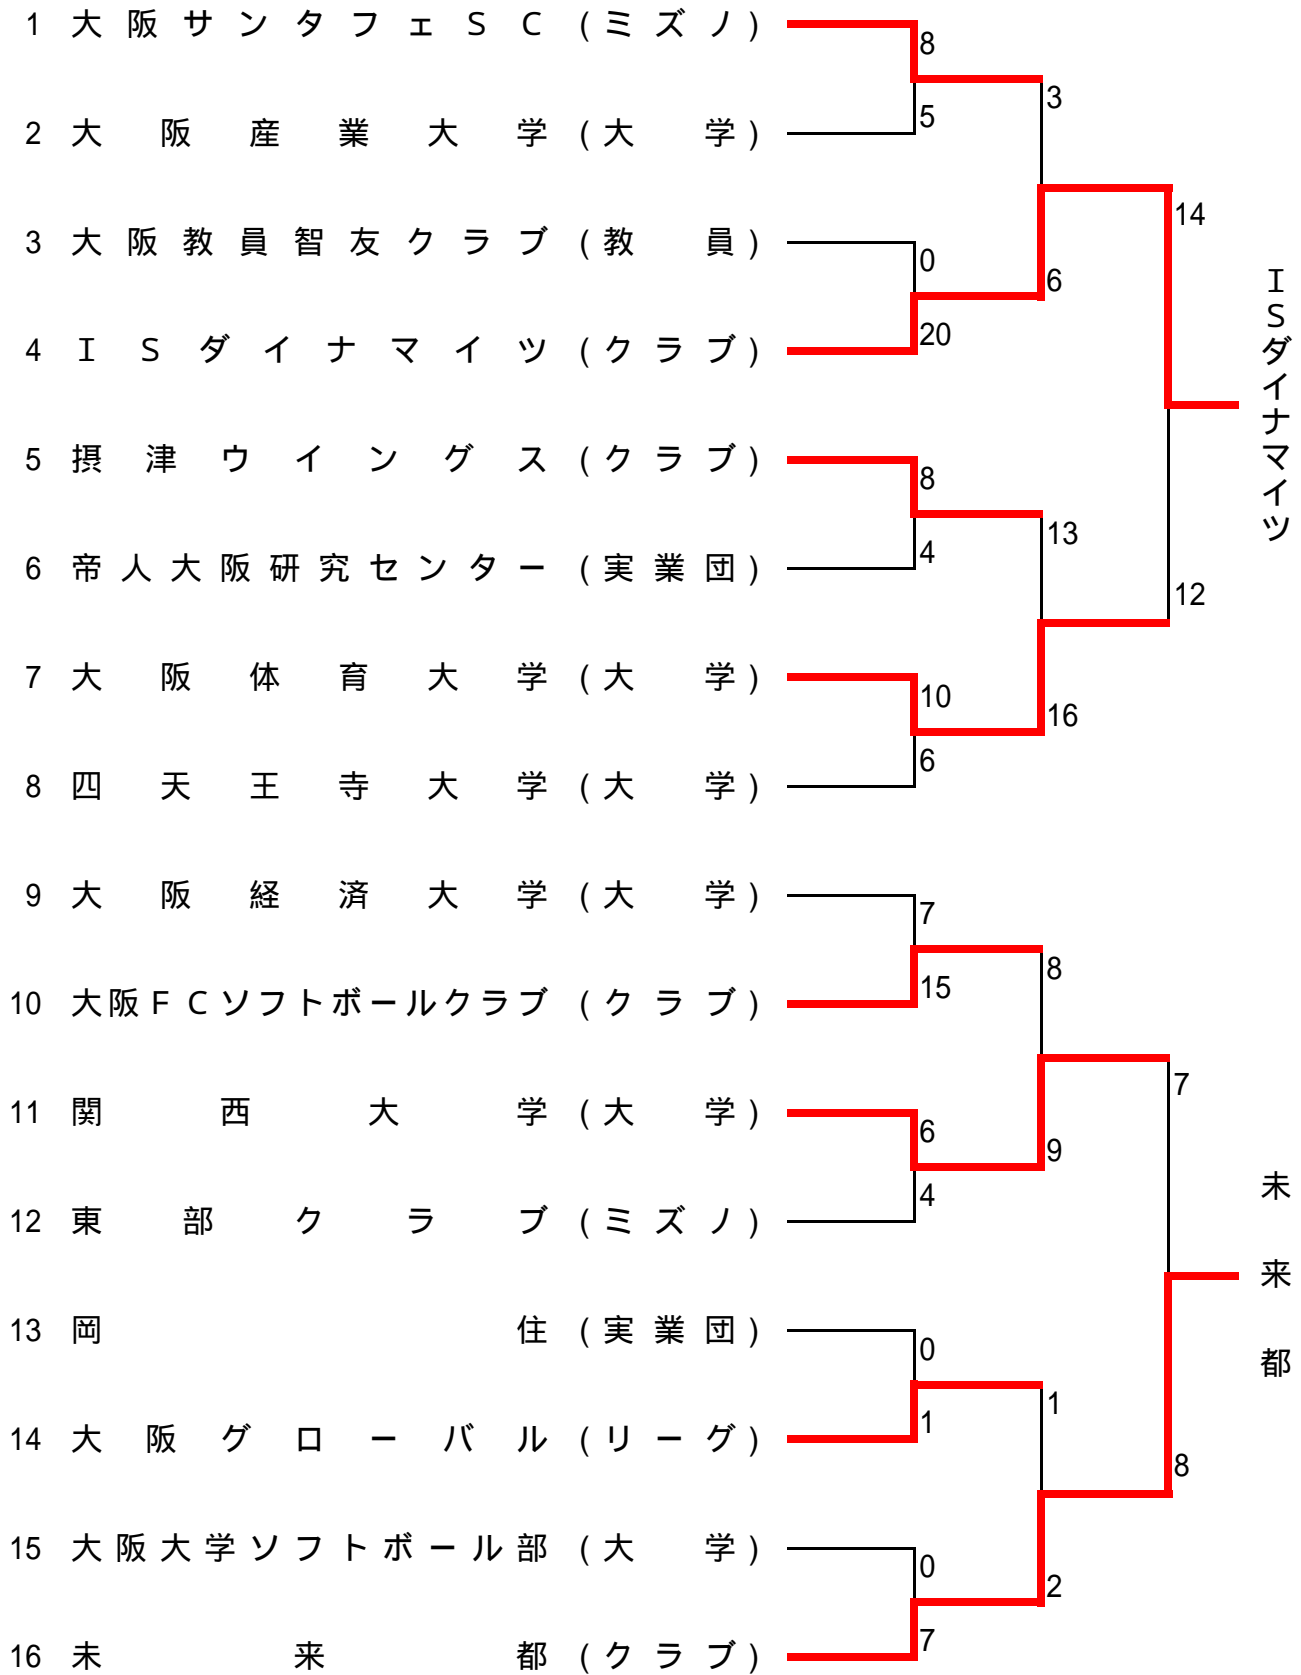 1 大阪サンタフェＳＣ (ミズノ)
8
3
2 大阪産業大学 (大学)
5
14
3 大阪教員智友クラブ (教員)
0
6
4 ＩＳダイナマイツ (クラブ)
20
ＩＳダイナマイツ
5 摂津ウイングス (クラブ)
8
13
6 帝人大阪研究センター (実業団)
4
12
7 大阪体育大学 (大学)
10
16
8 四天王寺大学 (大学)
6
9 大阪経済大学 (大学)
7
8
10 大阪ＦＣソフトボールクラブ (クラブ)
15
7
11 関西大学 (大学)
6
9
12 東部クラブ (ミズノ)
4
未来都
13 岡住 (実業団)
0
1
14 大阪グローバル (リーグ)
1
8
15 大阪大学ソフトボール部 (大学)
0
2
16 未来都 (クラブ)
7